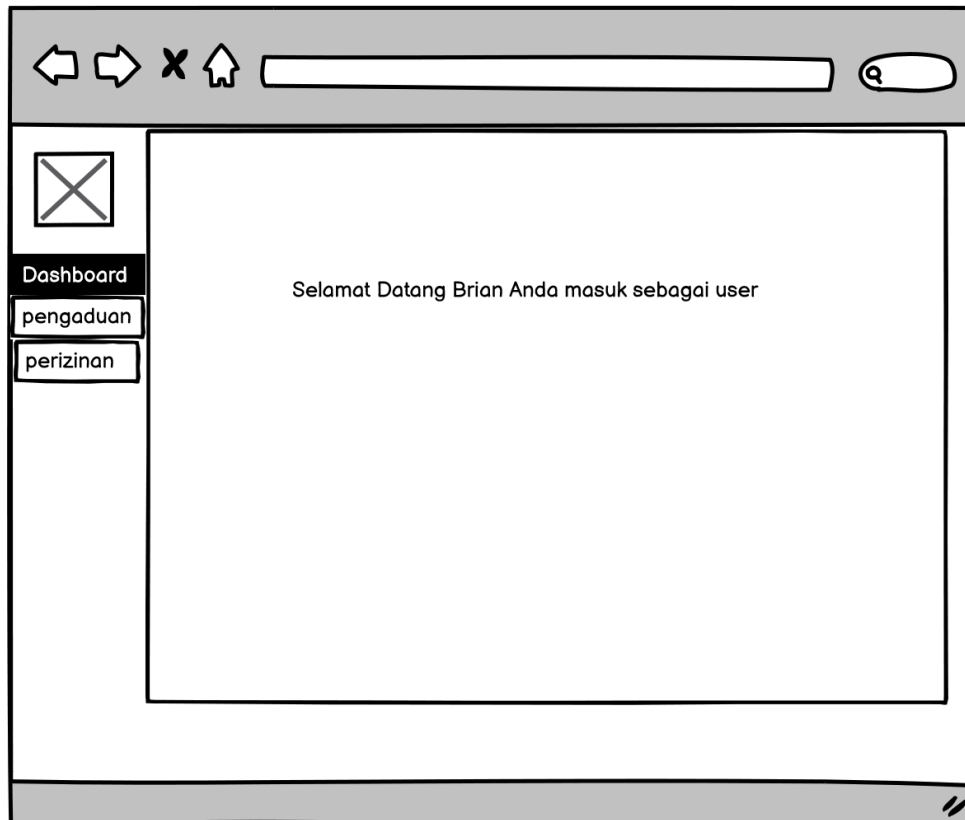 Dashboard
pengaduan
perizinan
Selamat Datang Brian Anda masuk sebagai user